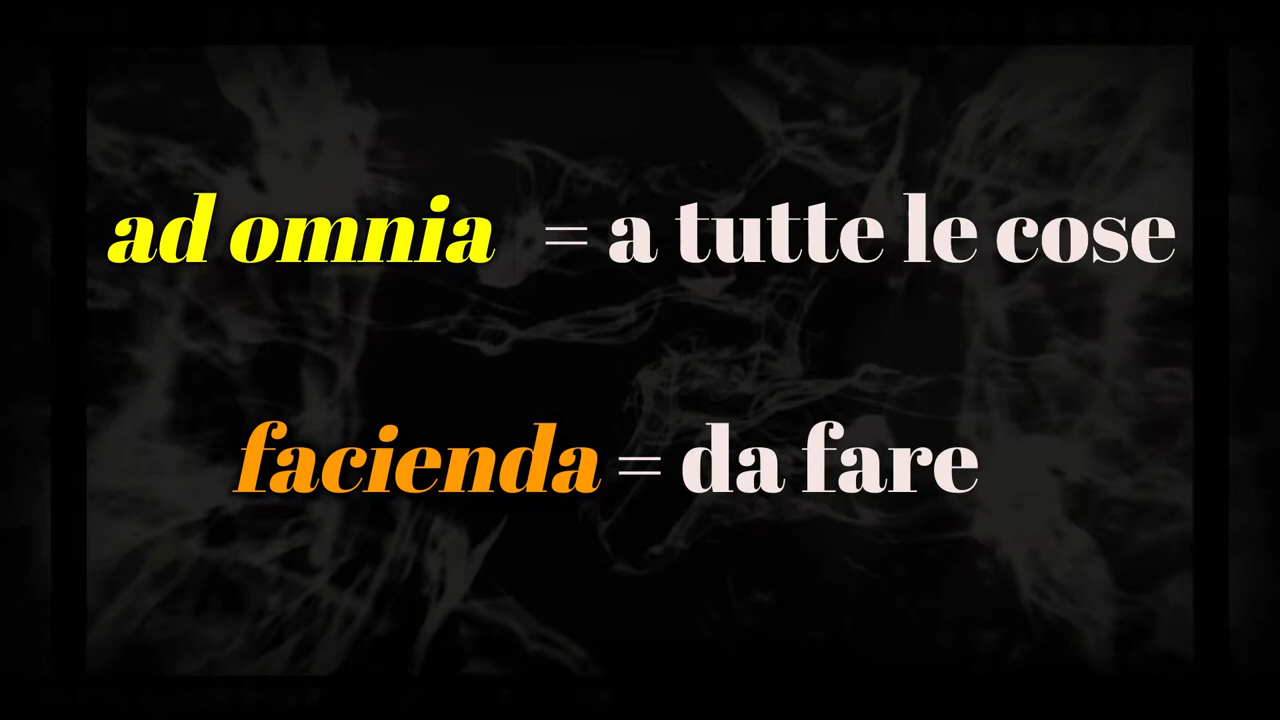 ad omnia = a tutte le cose
facienda = da fare